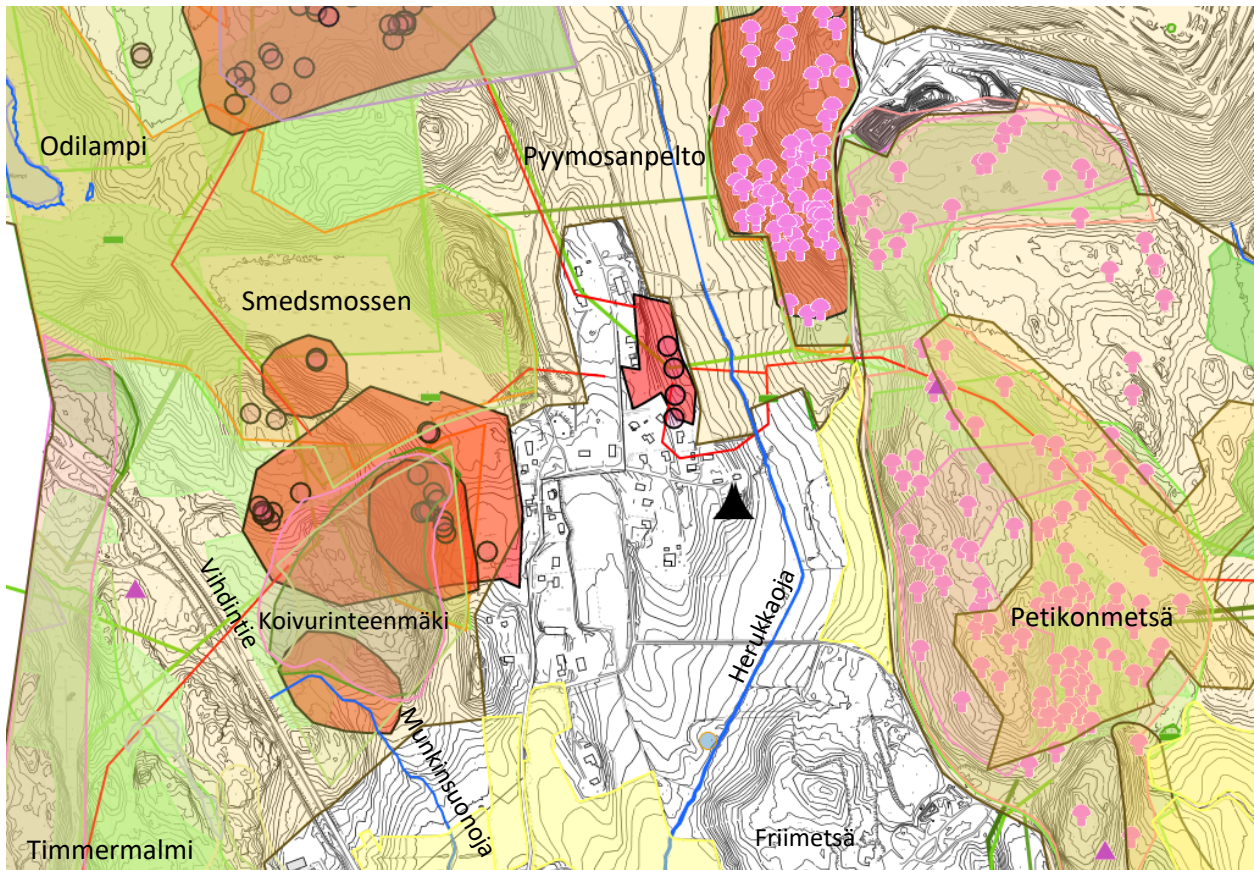 Odilampi
Pyymosanpelto
Smedsmossen
Vihdintie
Koivurinteenmäki
Munkinsuonoja
Herukkaoja
Petikonmetsä
Timmermalmi
Friimetsä